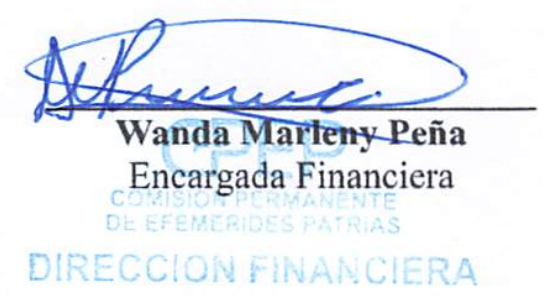 Wanda Marleny Peña
CPEP
Encargada Financiera
COMISION PERMANENTE
DE EFEMERIDES PATRIAS
DIRECCION FINANCIERA